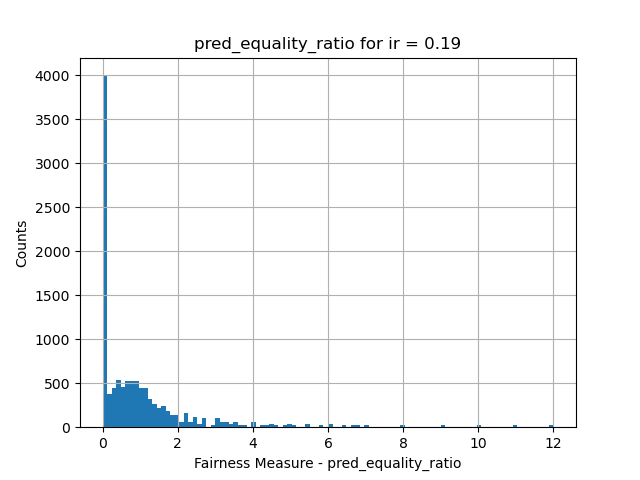 pred_equality_ratio for ir = 0.19
Counts
4000
3500
3000
2500
2000
1500
1000
500
0
0 2 4 6 8 10 12
Fairness Measure - pred_equality_ratio